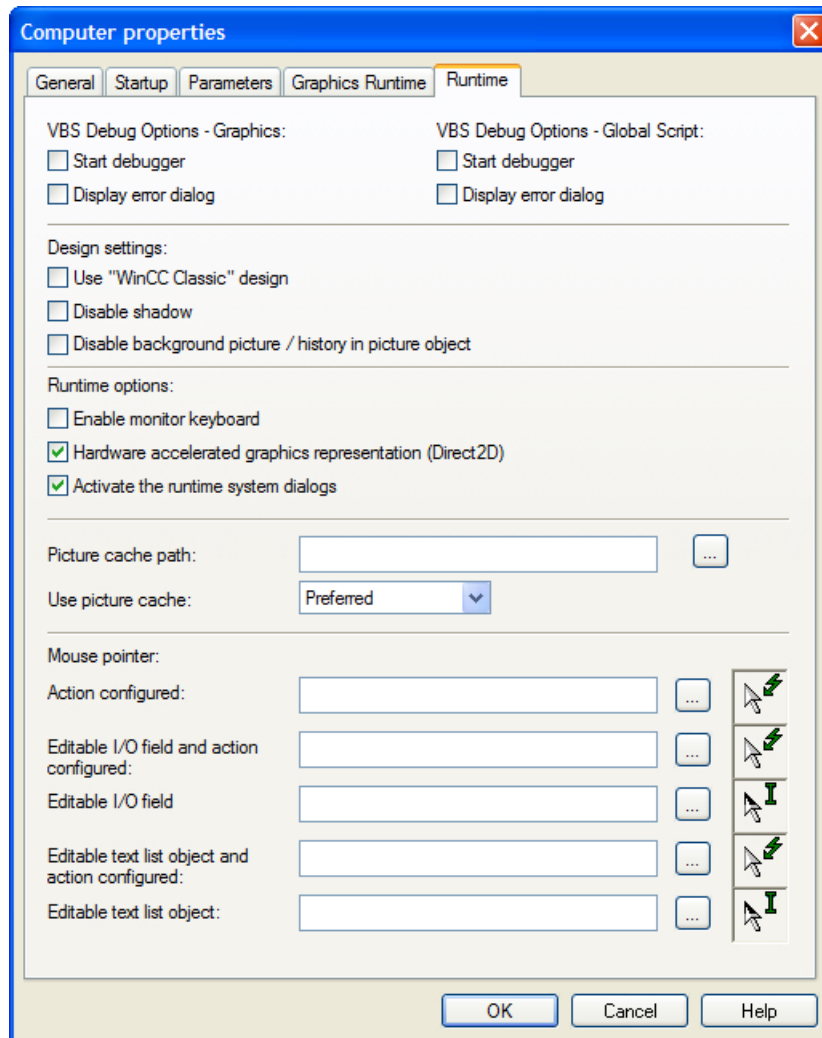 Computer properties
General Startup Parameters Graphics Runtime Runtime
VBS Debug Options - Graphics: VBS Debug Options - Global Script:
Start debugger Start debugger
Display error dialog Display error dialog
Design settings:
Use "WinCC Classic" design
Disable shadow
Disable background picture / history in picture object
Runtime options:
Enable monitor keyboard
Hardware accelerated graphics representation (Direct2D)
Activate the runtime system dialogs
Picture cache path: ...
Use picture cache: Preferred
Mouse pointer:
Action configured: ...
Editable I/O field and action
configured: ...
Editable I/O field ...
Editable text list object and
action configured: ...
Editable text list object: ...
OK Cancel Help